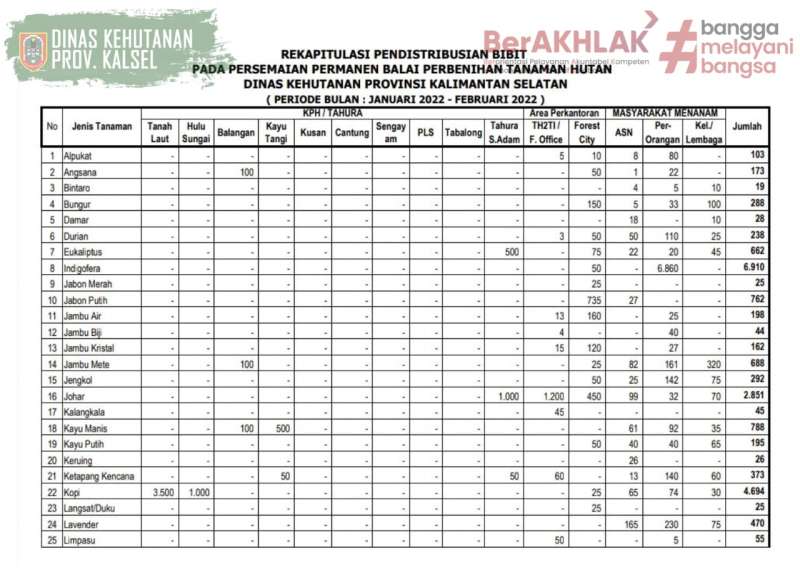 DINAS KEHUTANAN
PROV. KALSEL
BerAKHLAK
Berorientasi Pelayanan Akuntabel Kompeten
#bangga
melayani
bangsa
REKAPITULASI PENDISTRIBUSIAN BIBIT
PADA PERSEMAIAN PERMANEN BALAI PERBENIHAN TANAMAN HUTAN
DINAS KEHUTANAN PROVINSI KALIMANTAN SELATAN
( PERIODE BULAN : JANUARI 2022 - FEBRUARI 2022 )
KPH / TAHURA Area Perkantoran MASYARAKAT MENANAM
No Jenis Tanaman Tanah Laut Hulu Sungai Balangan Kayu Tangi Kusan Cantung Sengay am PLS Tabalong Tahura S.Adam TH2TI / F. Office Forest City ASN Per-Orangan Kel./ Lembaga Jumlah
1 Alpukat - - - - - - - - - - 5 10 8 80 - 103
2 Angsana - - 100 - - - - - - - - 50 1 22 - 173
3 Bintaro - - - - - - - - - - - - 4 5 10 19
4 Bungur - - - - - - - - - - - 150 5 33 100 288
5 Damar - - - - - - - - - - - - 18 - 10 28
6 Durian - - - - - - - - - - 3 50 50 110 25 238
7 Eukaliptus - - - - - - - - - 500 - 75 22 20 45 662
8 Indigofera - - - - - - - - - - - 50 - 6.860 - 6.910
9 Jabon Merah - - - - - - - - - - - 25 - - - 25
10 Jabon Putih - - - - - - - - - - - 735 27 - - 762
11 Jambu Air - - - - - - - - - - 13 160 - 25 - 198
12 Jambu Biji - - - - - - - - - - 4 - - 40 - 44
13 Jambu Kristal - - - - - - - - - - 15 120 - 27 - 162
14 Jambu Mete - - 100 - - - - - - - - 25 82 161 320 688
15 Jengkol - - - - - - - - - - - 50 25 142 75 292
16 Johar - - - - - - - - - 1.000 1.200 450 99 32 70 2.851
17 Kalangkala - - - - - - - - - - 45 - - - - 45
18 Kayu Manis - - 100 500 - - - - - - - - 61 92 35 788
19 Kayu Putih - - - - - - - - - - - 50 40 40 65 195
20 Keruing - - - - - - - - - - - - 26 - - 26
21 Ketapang Kencana - - - 50 - - - - - 50 60 - 13 140 60 373
22 Kopi 3.500 1.000 - - - - - - - - - 25 65 74 30 4.694
23 Langsat/Duku - - - - - - - - - - - 25 - - - 25
24 Lavender - - - - - - - - - - - - 165 230 75 470
25 Limpasu - - - - - - - - - - 50 - - 5 - 55